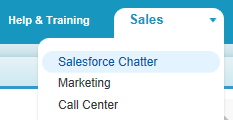 Help & Training
Sales
Salesforce Chatter
Marketing
Call Center